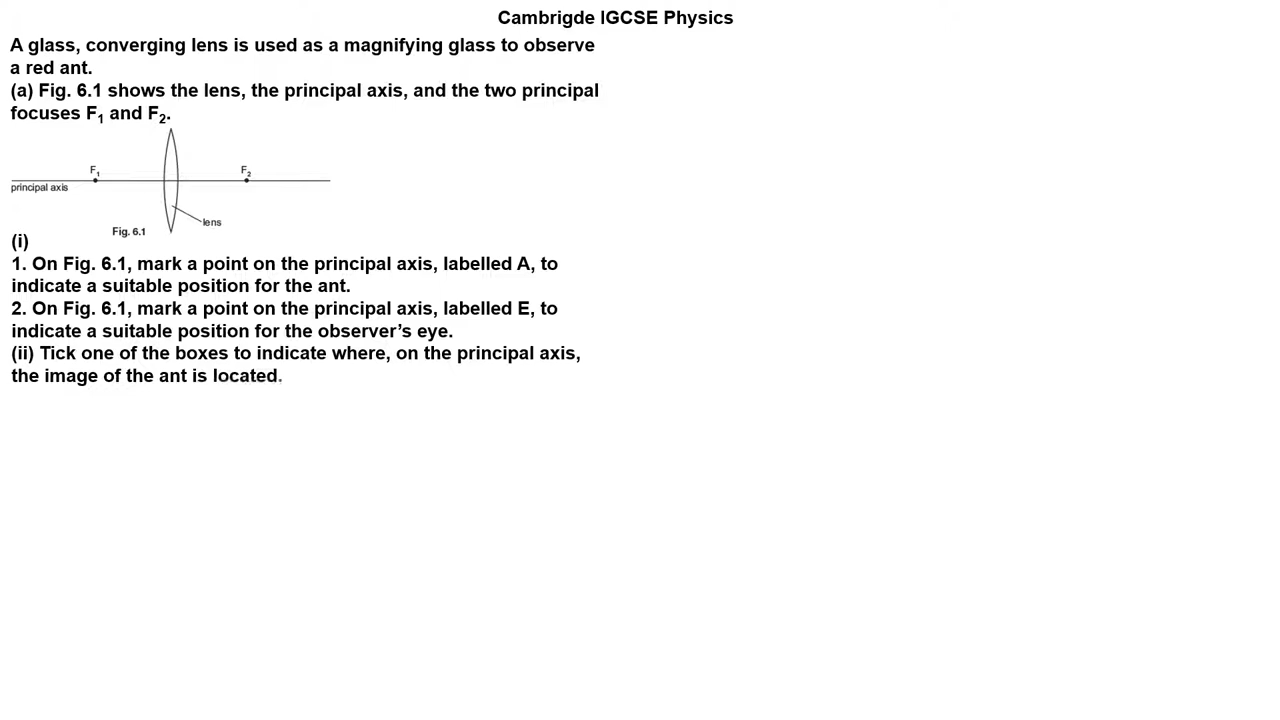 Cambrigde IGCSE Physics
A glass, converging lens is used as a magnifying glass to observe
a red ant.
(a) Fig. 6.1 shows the lens, the principal axis, and the two principal
focuses F₁ and F₂.
F₁ F₂
principal axis
lens
Fig. 6.1
(i)
1. On Fig. 6.1, mark a point on the principal axis, labelled A, to
indicate a suitable position for the ant.
2. On Fig. 6.1, mark a point on the principal axis, labelled E, to
indicate a suitable position for the observer’s eye.
(ii) Tick one of the boxes to indicate where, on the principal axis,
the image of the ant is located.